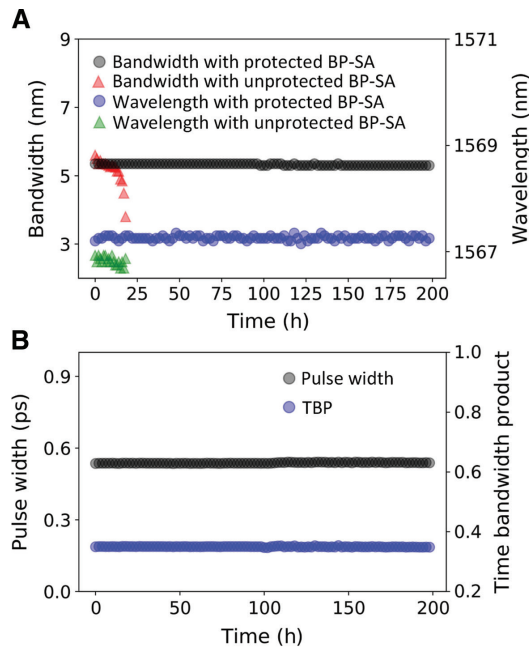 A
9
7
5
3
Bandwidth (nm)
Bandwidth with protected BP-SA
Bandwidth with unprotected BP-SA
Wavelength with protected BP-SA
Wavelength with unprotected BP-SA
1571
1569
1567
Wavelength (nm)
0 25 50 75 100 125 150 175 200
Time (h)
B
0.9
0.6
0.3
0.0
Pulse width (ps)
Pulse width
TBP
1.0
0.8
0.6
0.4
0.2
Time bandwidth product
0 50 100 150 200
Time (h)